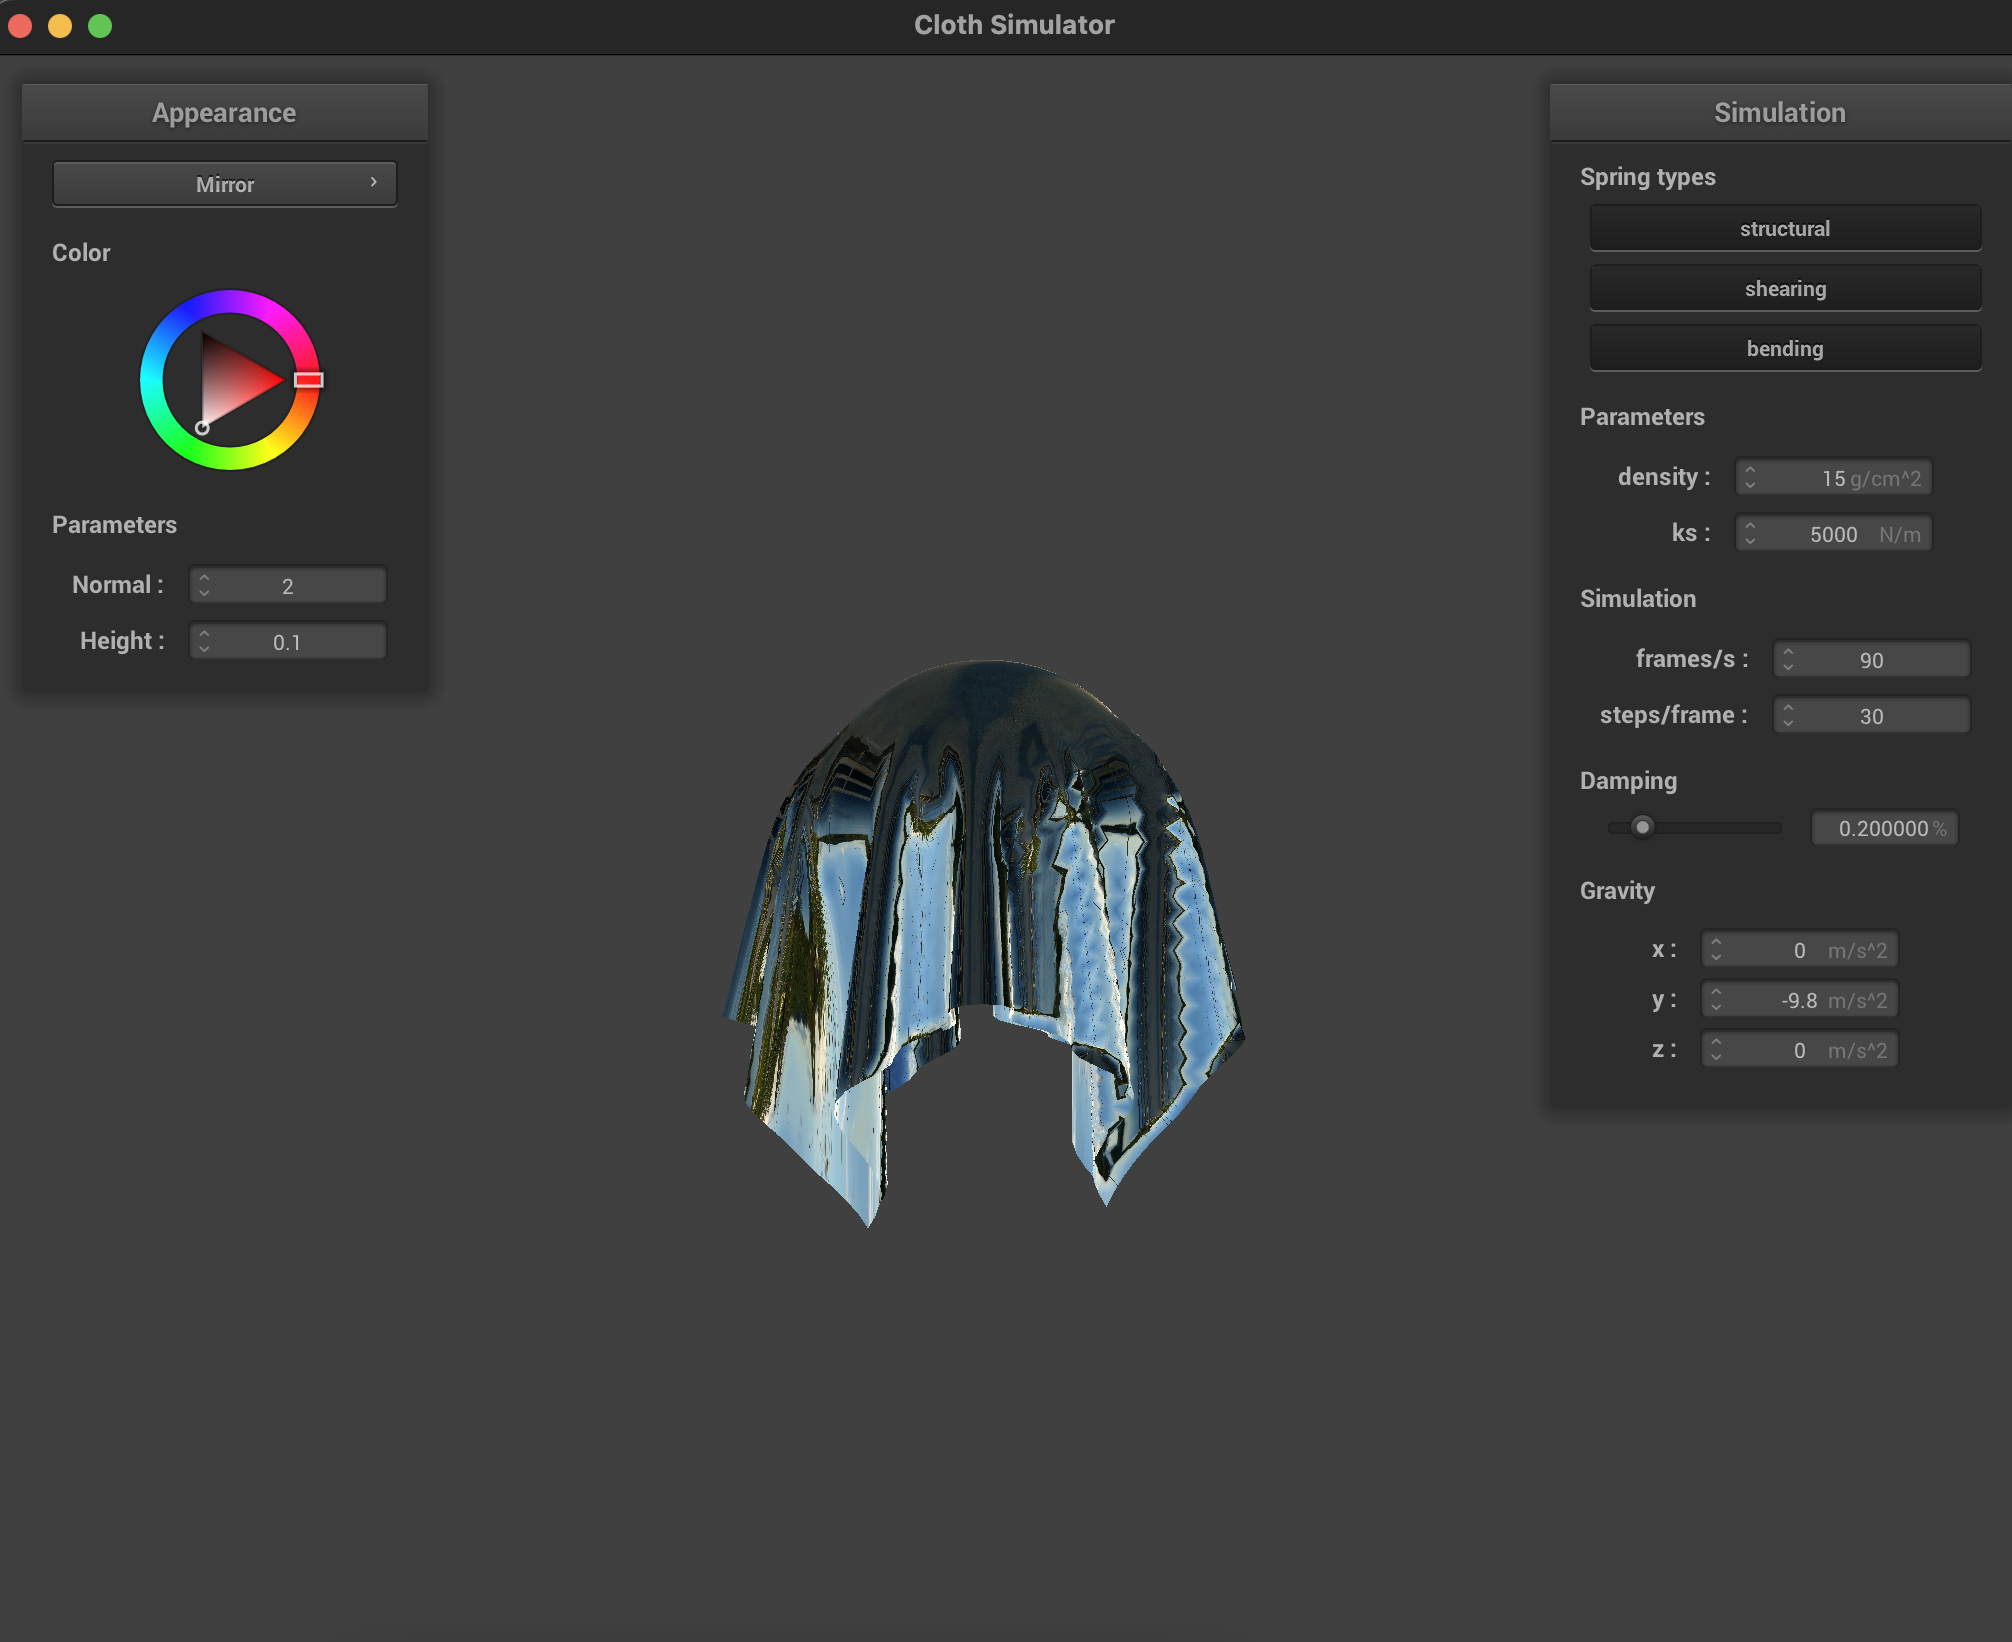 Cloth Simulator
Appearance
Mirror
Color
Parameters
Normal : 2
Height : 0.1
Simulation
Spring types
structural
shearing
bending
Parameters
density : 15 g/cm^2
ks : 5000 N/m
Simulation
frames/s : 90
steps/frame : 30
Damping
0.200000 %
Gravity
x : 0 m/s^2
y : -9.8 m/s^2
z : 0 m/s^2